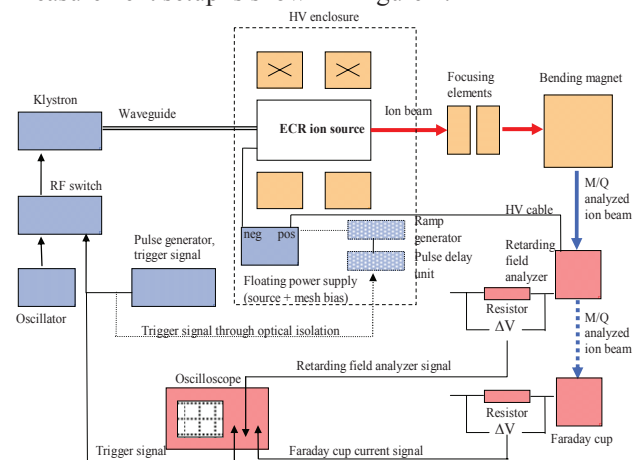 HV enclosure
Klystron
Waveguide
Focusing
elements
Bending magnet
ECR ion source
Ion beam
RF switch
M/Q
analyzed
ion beam
HV cable
neg pos
Ramp
generator
Pulse generator,
trigger signal
Retarding
field
analyzer
Pulse delay
unit
Floating power supply
(source + mesh bias)
Oscillator
Resistor
ΔV
Trigger signal through optical isolation
M/Q
analyzed
ion beam
Retarding field analyzer signal
Oscilloscope
Resistor
ΔV
Faraday cup
Trigger signal
Faraday cup current signal